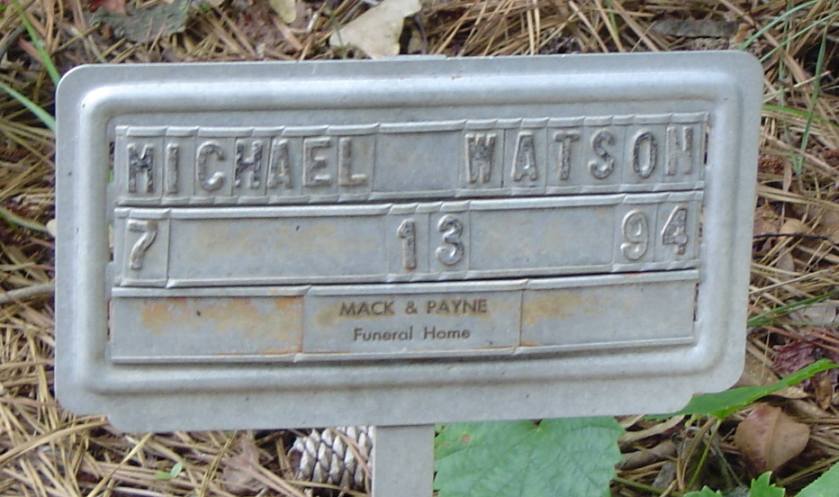 MICHAEL WATSON
7 13 94
MACK & PAYNE
Funeral Home